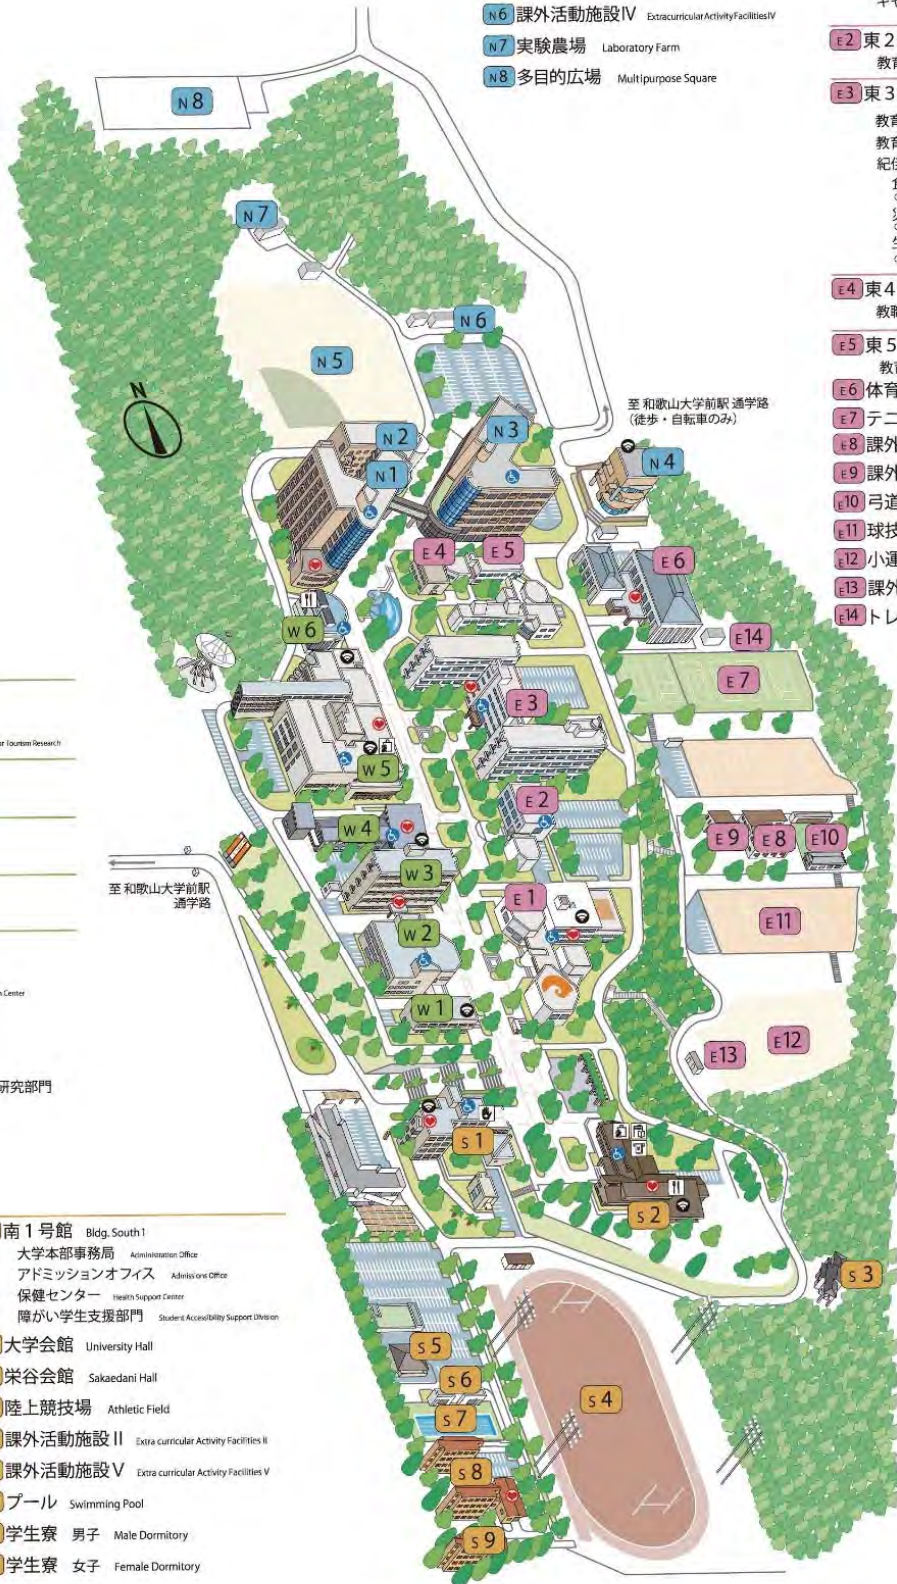 N6 課外活動施設Ⅳ Extracurricular Activity Facilities Ⅳ
N7 実験農場 Laboratory Farm
N8 多目的広場 Multipurpose Square
E2 東2
E3 東3
教育
教育
E4 東4
教職
E5 東5
教育
E6 体育
E7 テニ
E8 課外
E9 課外
E10 弓道
E11 球技
E12 小運
E13 課外
E14 トレ
N8
N7
N6
N5
N
至 和歌山大学前駅 通学路
(徒歩・自転車のみ)
N2
N3
N1
N4
E4
E5
E6
W6
E14
E7
E3
W5
E2
W4
E9
E8
E10
至 和歌山大学前駅
通学路
W3
E1
E11
W2
W1
E12
E13
S1
S2
S3
S5
S6
S4
S7
S8
S9
or Tourism Research
Center
研究部門
南1号館 Bldg. South1
大学本部事務局 Administration Office
アドミッションオフィス Admissions Office
保健センター Health Support Center
障がい学生支援部門 Student Accessibility Support Division
大学会館 University Hall
栄谷会館 Sakaedani Hall
陸上競技場 Athletic Field
課外活動施設Ⅱ Extra curricular Activity Facilities Ⅱ
課外活動施設Ⅴ Extra curricular Activity Facilities Ⅴ
プール Swimming Pool
学生寮 男子 Male Dormitory
学生寮 女子 Female Dormitory